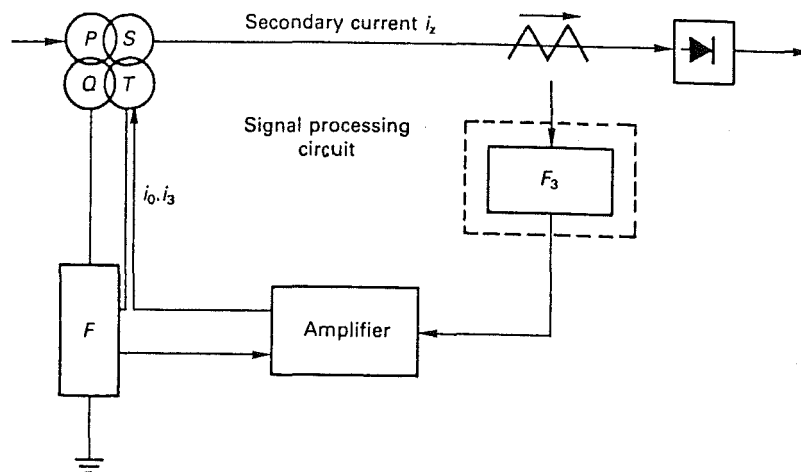 P S
Secondary current i_z
Q T
Signal processing
circuit
F_3
i_0.i_3
F
Amplifier